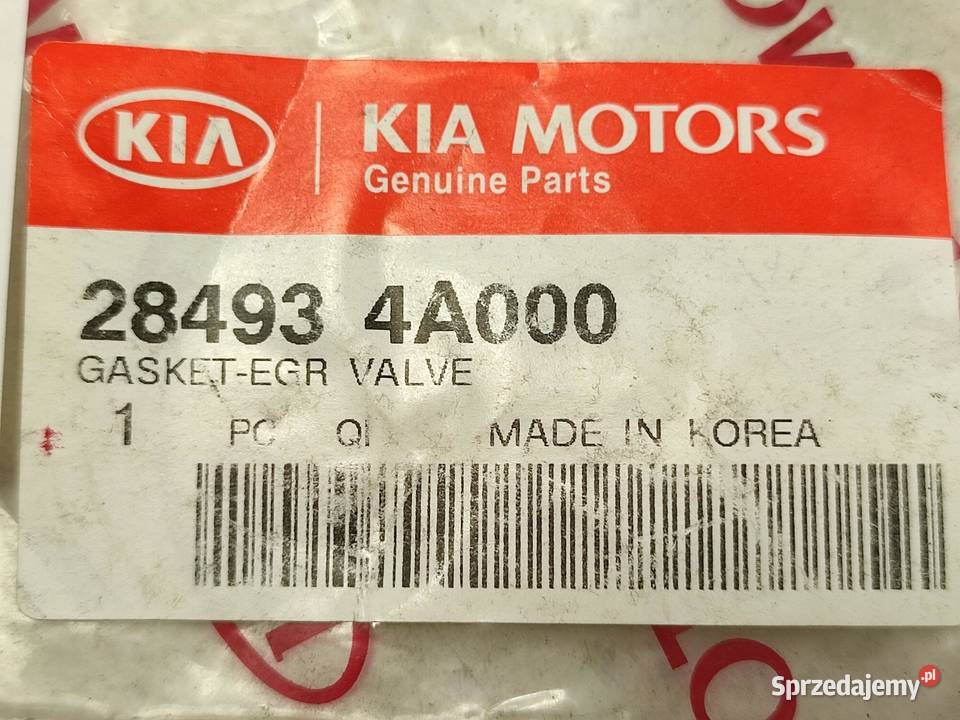 KIA
KIA MOTORS
Genuine Parts
28493 4A000
GASKET-EGR VALVE
1 PC MADE IN KOREA
Sprzedajemy.pl